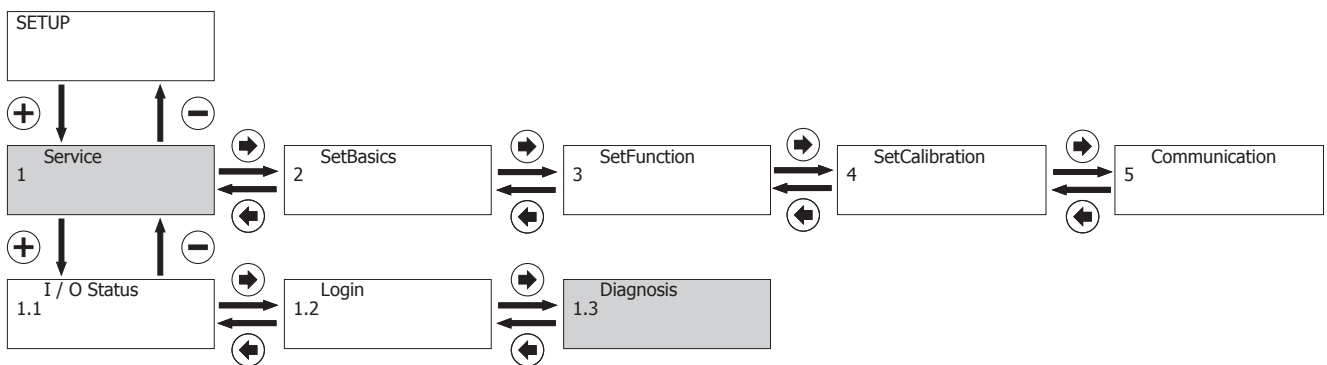 SETUP
Service
1
SetBasics
2
SetFunction
3
SetCalibration
4
Communication
5
I / O Status
1.1
Login
1.2
Diagnosis
1.3